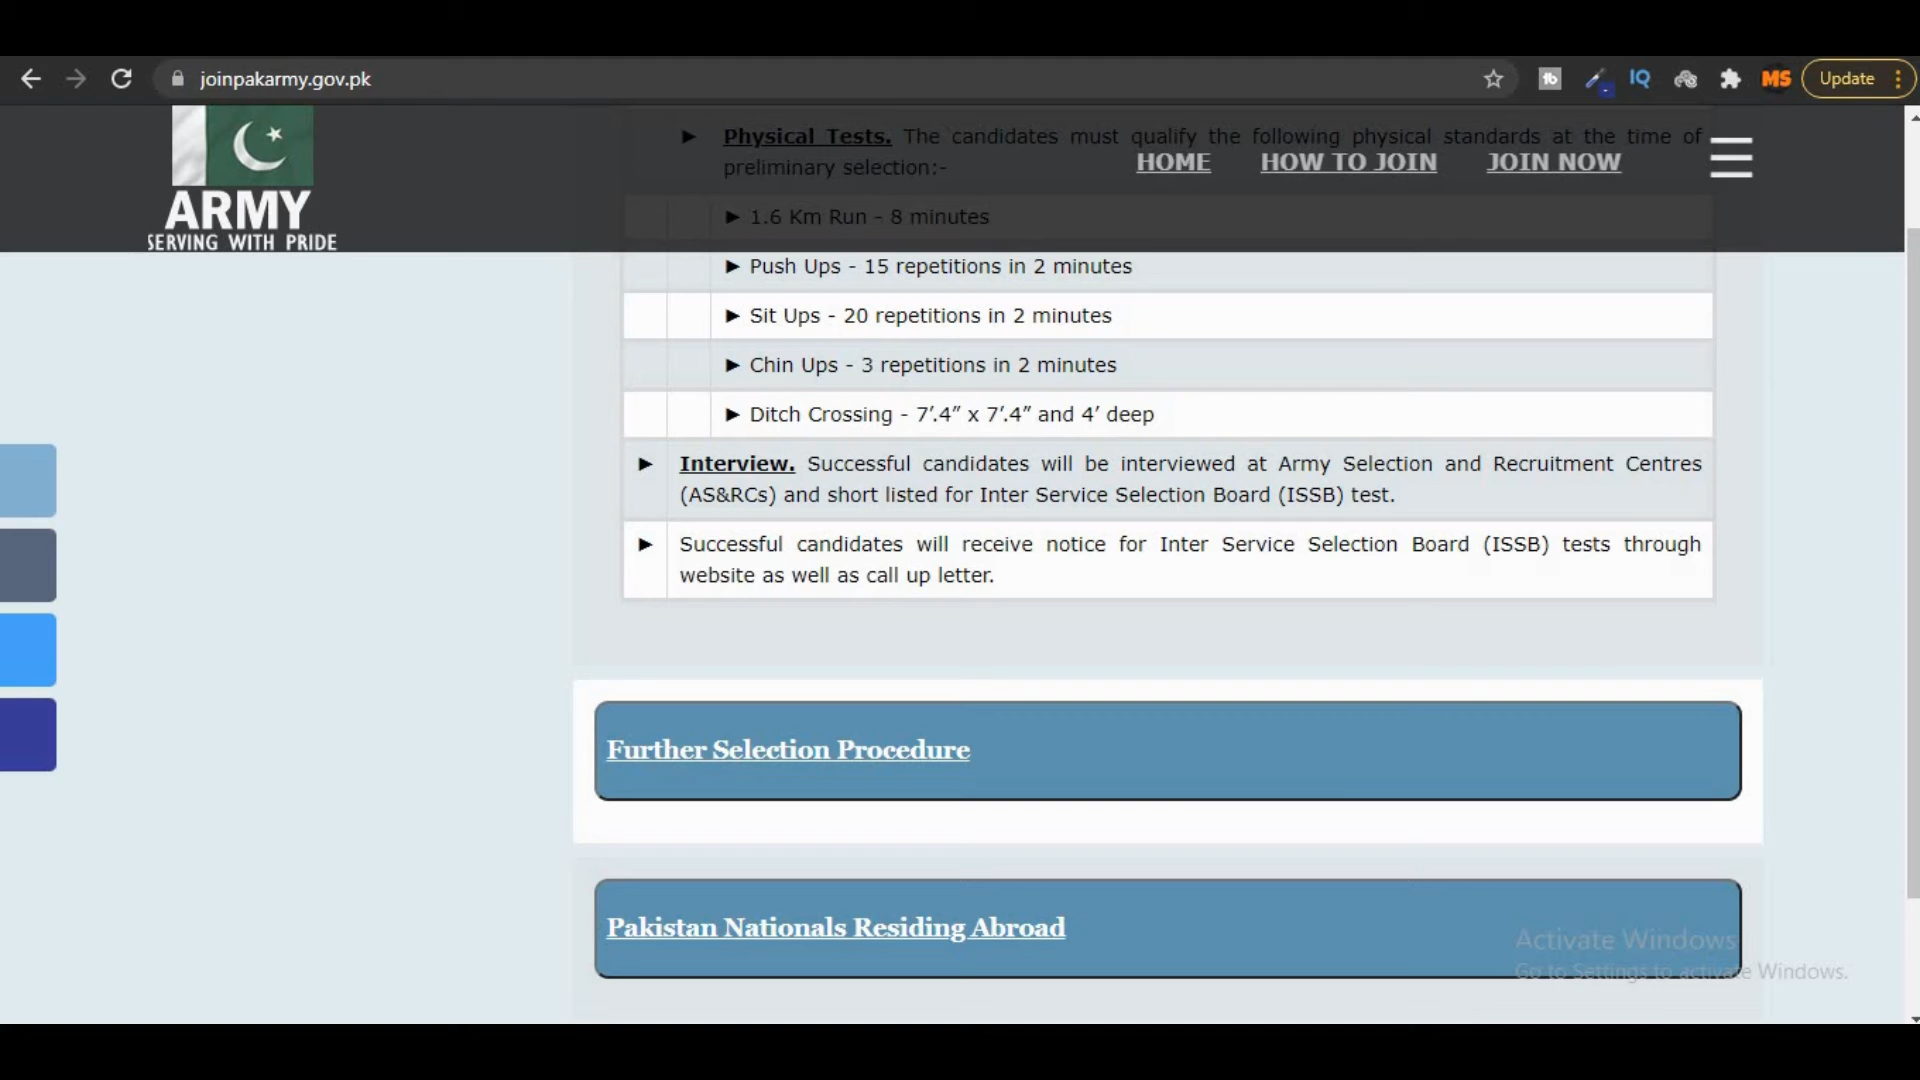 joinpakarmy.gov.pk
IQ
MS
Update
ARMY
SERVING WITH PRIDE
HOME HOW TO JOIN JOIN NOW
► Physical Tests. The candidates must qualify the following physical standards at the time of
preliminary selection:-
► 1.6 Km Run - 8 minutes
► Push Ups - 15 repetitions in 2 minutes
► Sit Ups - 20 repetitions in 2 minutes
► Chin Ups - 3 repetitions in 2 minutes
► Ditch Crossing - 7’.4” x 7’.4” and 4’ deep
► Interview. Successful candidates will be interviewed at Army Selection and Recruitment Centres
(AS&RCs) and short listed for Inter Service Selection Board (ISSB) test.
► Successful candidates will receive notice for Inter Service Selection Board (ISSB) tests through
website as well as call up letter.
Further Selection Procedure
Pakistan Nationals Residing Abroad
Activate Windows
Go to Settings to activate Windows.